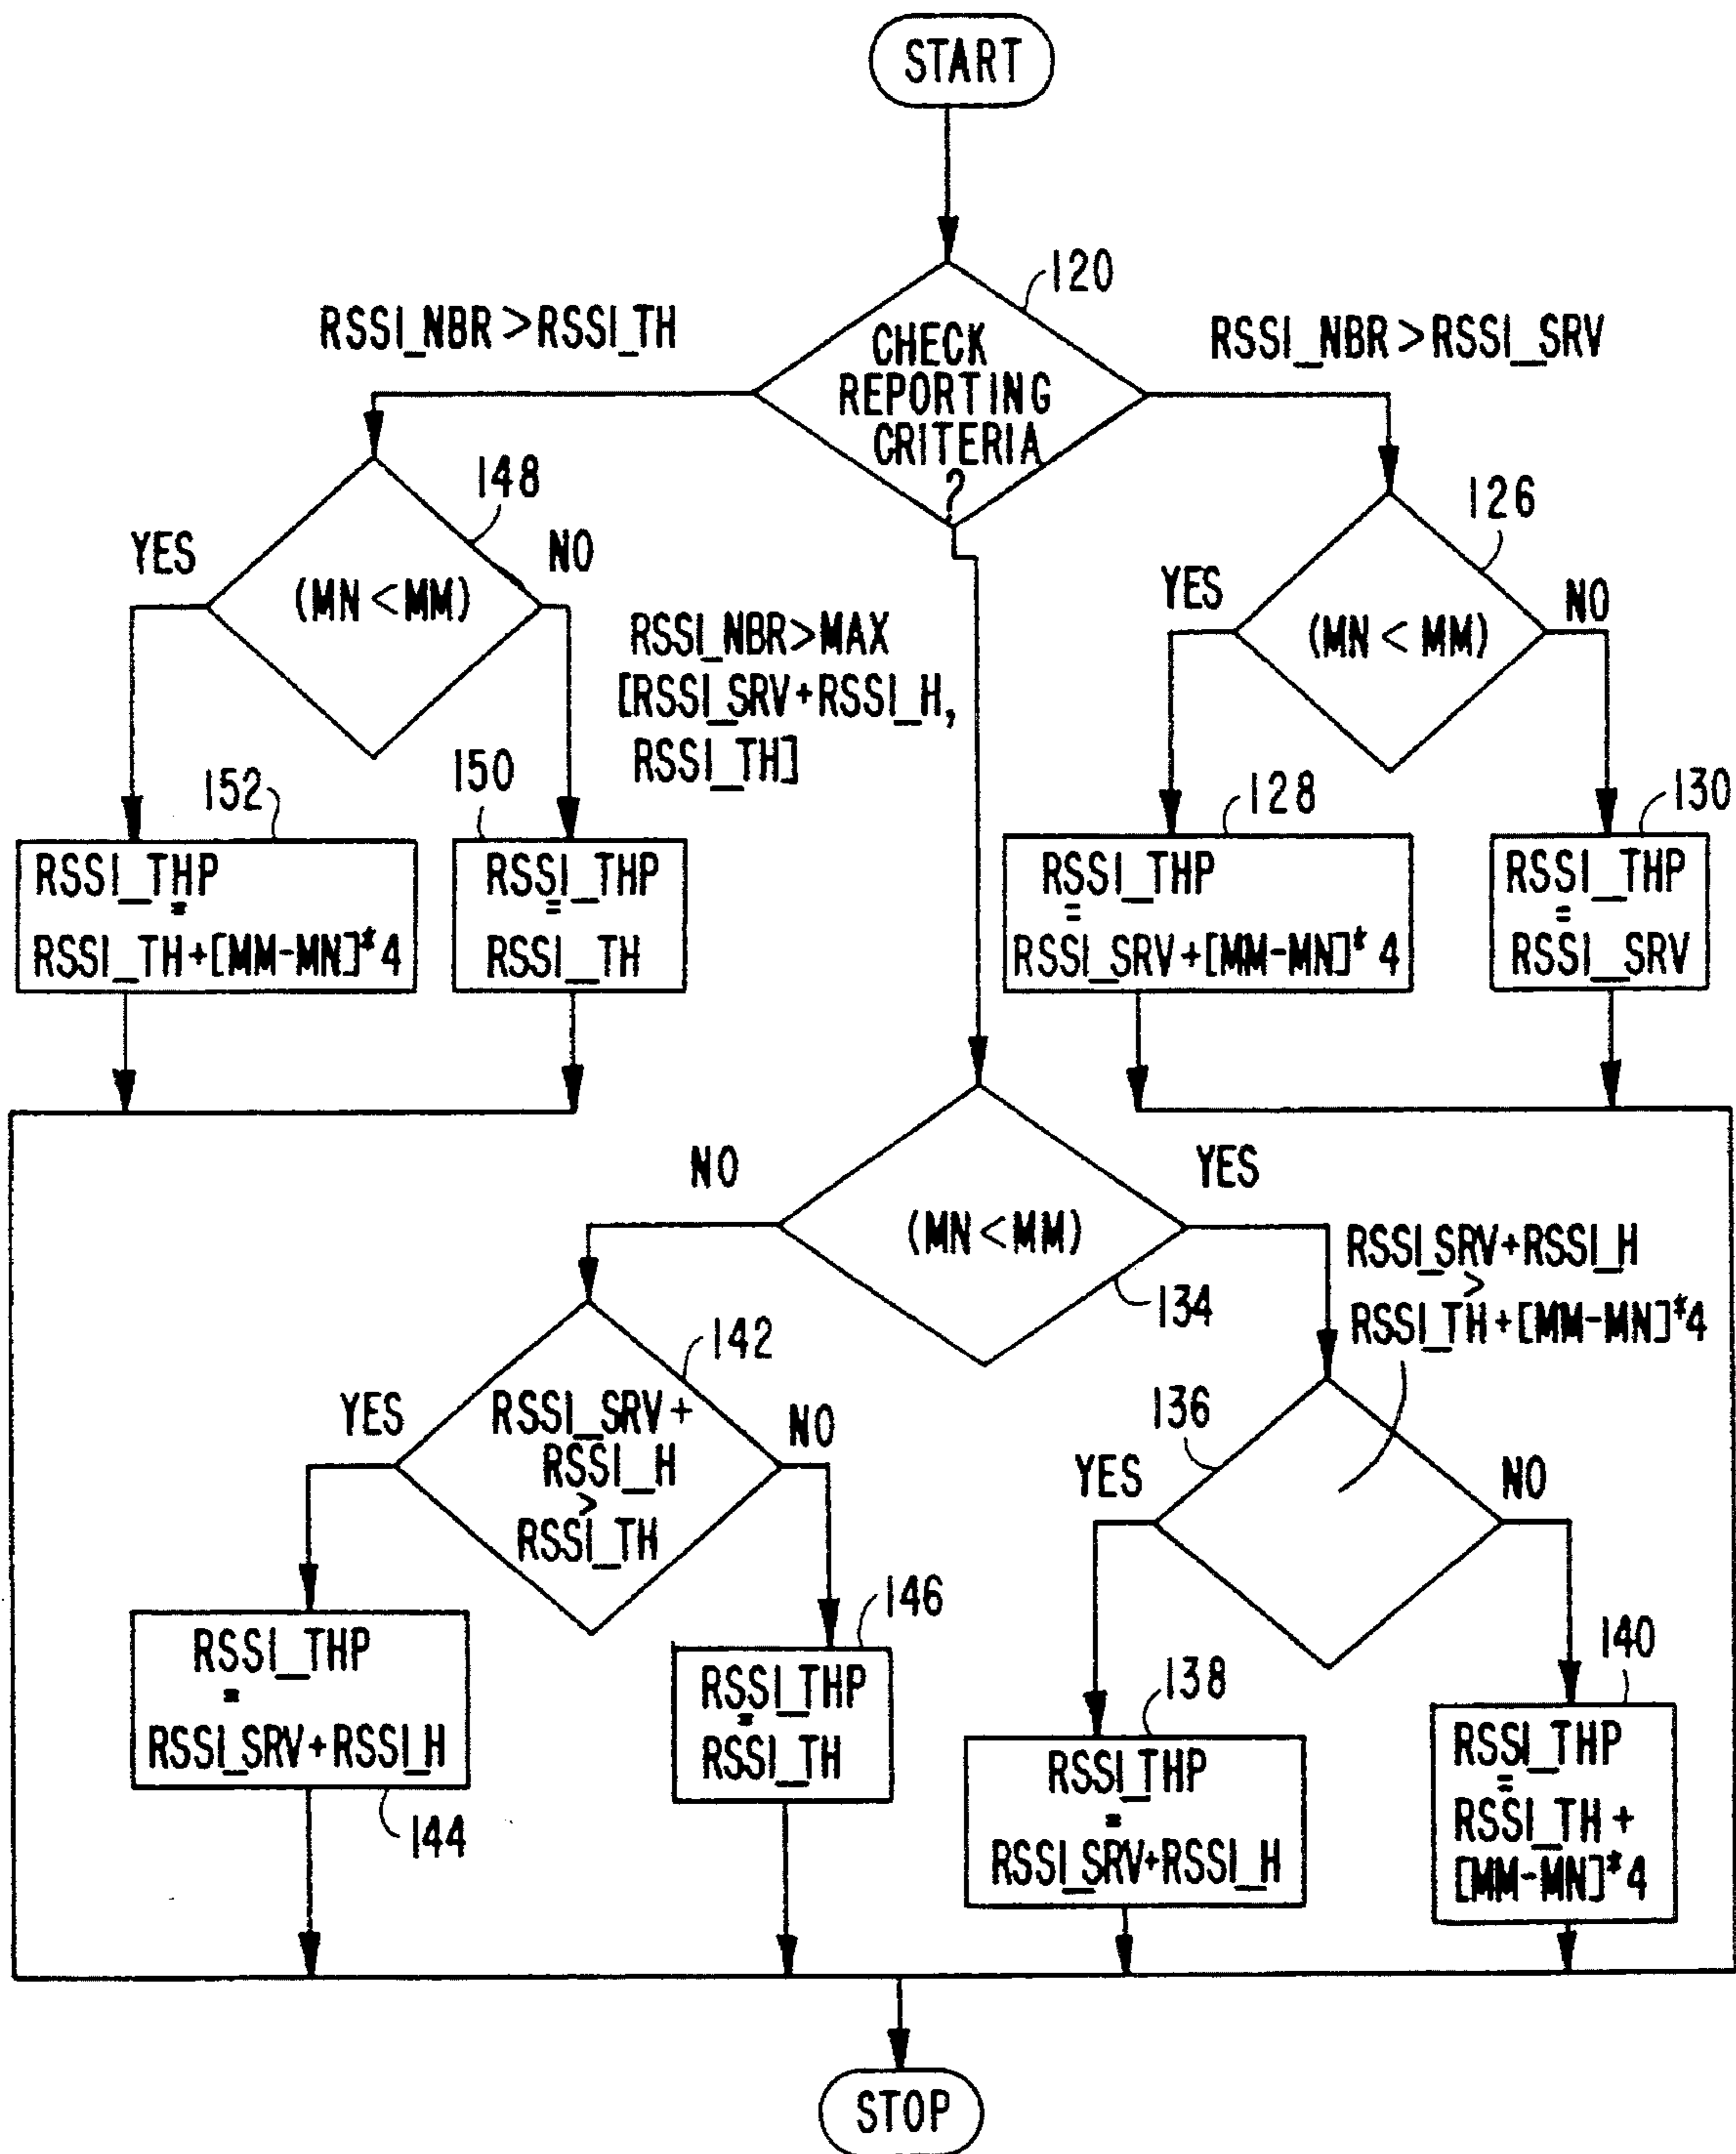 START
120
RSSI_NBR>RSSI_TH
CHECK
REPORTING
CRITERIA
?
RSSI_NBR>RSSI_SRV
148
YES
NO
(MN<MM)
126
YES
NO
(MN<MM)
RSSI_NBR>MAX
[RSSI_SRV+RSSI_H,
RSSI_TH]
152
RSSI_THP
=
RSSI_TH+[MM-MN]*4
150
RSSI_THP
=
RSSI_TH
128
RSSI_THP
=
RSSI_SRV+[MM-MN]*4
130
RSSI_THP
=
RSSI_SRV
NO
YES
(MN<MM)
134
RSSI_SRV+RSSI_H
>
RSSI_TH+[MM-MN]*4
142
YES
NO
RSSI_SRV+
RSSI_H
>
RSSI_TH
136
YES
NO
RSSI_THP
=
RSSI_SRV+RSSI_H
144
146
RSSI_THP
=
RSSI_TH
138
RSSI_THP
=
RSSI_SRV+RSSI_H
140
RSSI_THP
=
RSSI_TH+
[MM-MN]*4
STOP